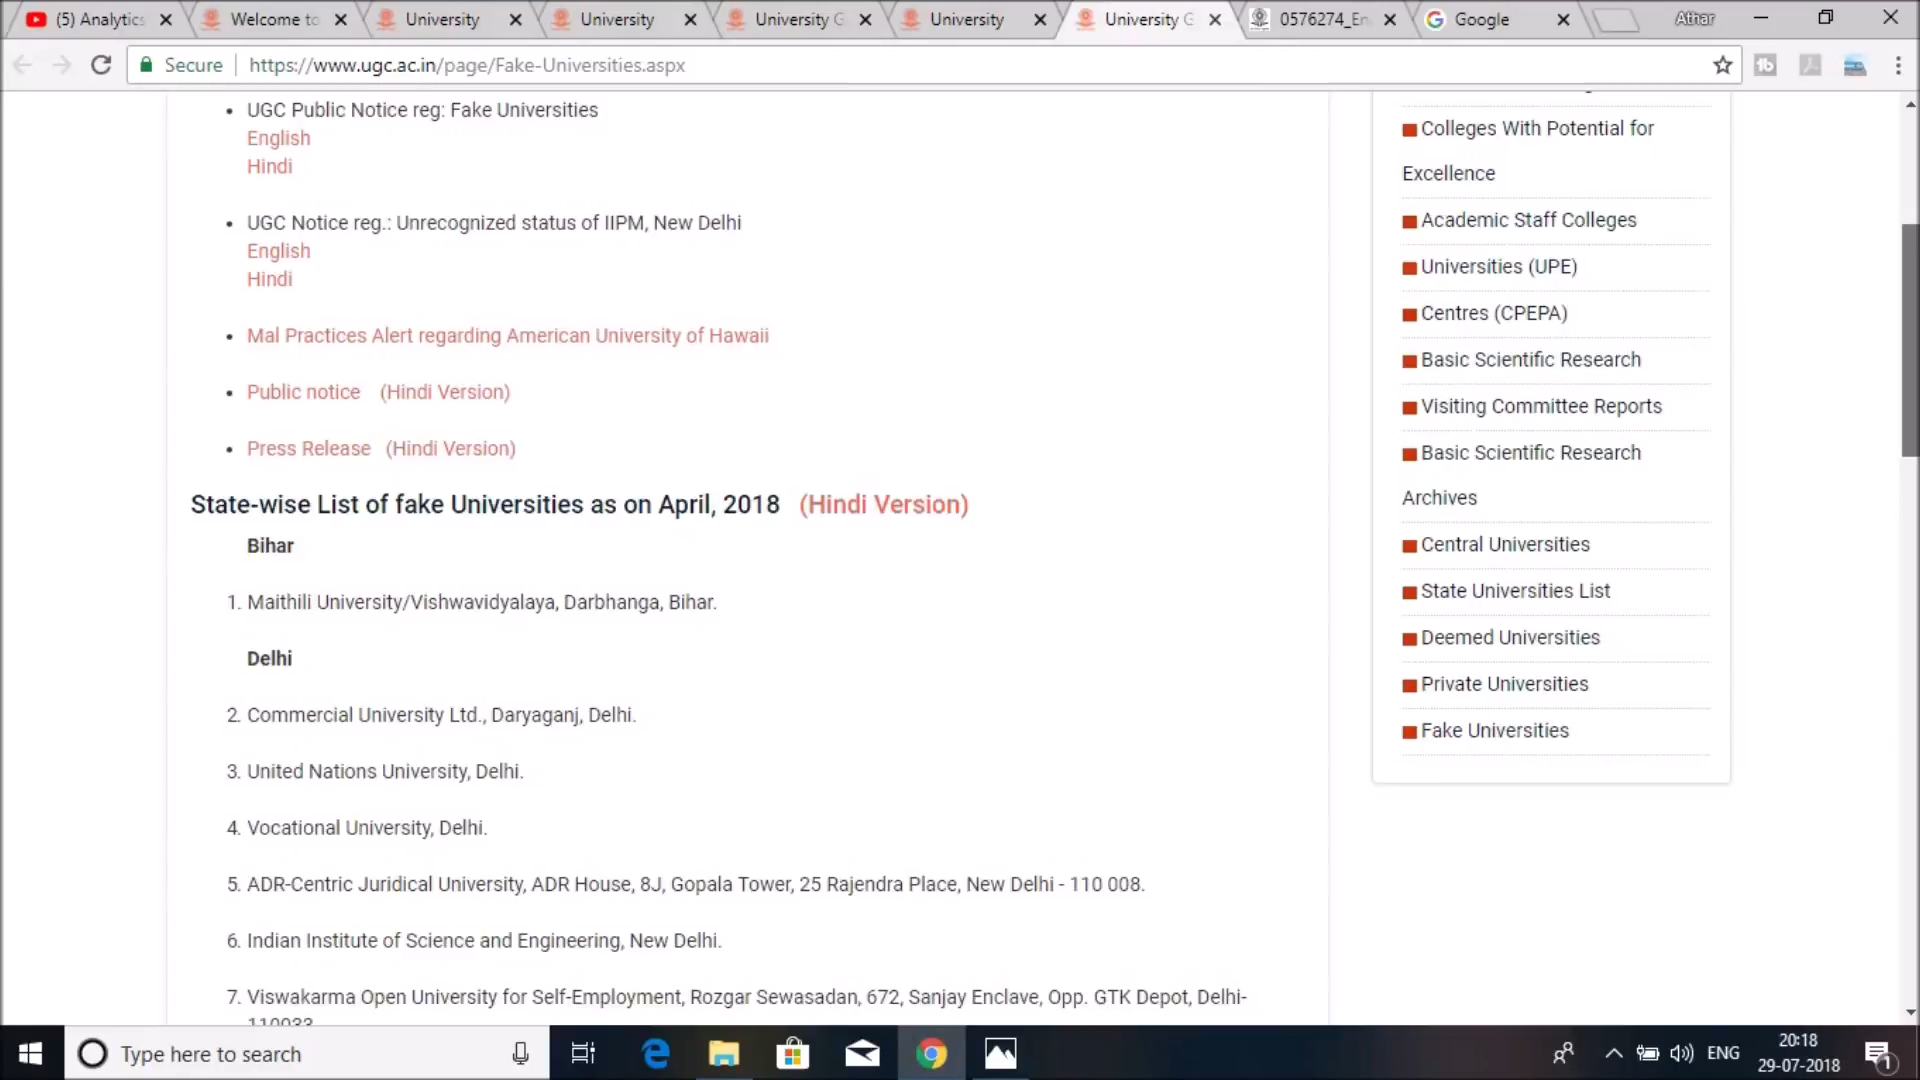 (5) Analytics
Welcome to
University
University
University G
University
University G
0576274_En
Google
Athar
Secure
https://www.ugc.ac.in/page/Fake-Universities.aspx
• UGC Public Notice reg: Fake Universities
English
Hindi
• UGC Notice reg.: Unrecognized status of IIPM, New Delhi
English
Hindi
• Mal Practices Alert regarding American University of Hawaii
• Public notice (Hindi Version)
• Press Release (Hindi Version)
State-wise List of fake Universities as on April, 2018 (Hindi Version)
Bihar
1. Maithili University/Vishwavidyalaya, Darbhanga, Bihar.
Delhi
2. Commercial University Ltd., Daryaganj, Delhi.
3. United Nations University, Delhi.
4. Vocational University, Delhi.
5. ADR-Centric Juridical University, ADR House, 8J, Gopala Tower, 25 Rajendra Place, New Delhi - 110 008.
6. Indian Institute of Science and Engineering, New Delhi.
7. Viswakarma Open University for Self-Employment, Rozgar Sewasadan, 672, Sanjay Enclave, Opp. GTK Depot, Delhi-
110033
Colleges With Potential for
Excellence
Academic Staff Colleges
Universities (UPE)
Centres (CPEPA)
Basic Scientific Research
Visiting Committee Reports
Basic Scientific Research
Archives
Central Universities
State Universities List
Deemed Universities
Private Universities
Fake Universities
Type here to search
ENG
20:18
29-07-2018
1